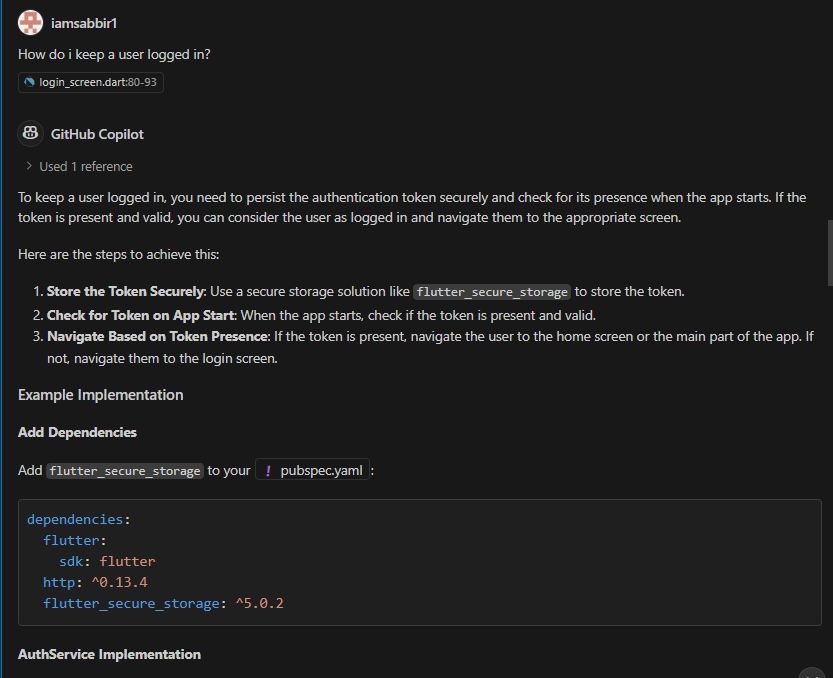 iamsabbir1
How do i keep a user logged in?
login_screen.dart:80-93
GitHub Copilot
Used 1 reference
To keep a user logged in, you need to persist the authentication token securely and check for its presence when the app starts. If the
token is present and valid, you can consider the user as logged in and navigate them to the appropriate screen.
Here are the steps to achieve this:
1. Store the Token Securely: Use a secure storage solution like flutter_secure_storage to store the token.
2. Check for Token on App Start: When the app starts, check if the token is present and valid.
3. Navigate Based on Token Presence: If the token is present, navigate the user to the home screen or the main part of the app. If
not, navigate them to the login screen.
Example Implementation
Add Dependencies
Add flutter_secure_storage to your ! pubspec.yaml :
dependencies:
  flutter:
    sdk: flutter
  http: ^0.13.4
  flutter_secure_storage: ^5.0.2
AuthService Implementation